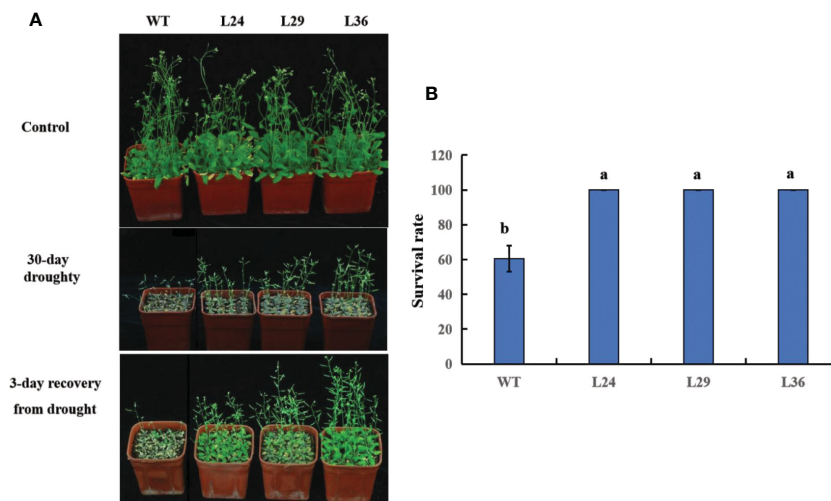 A
WT L24 L29 L36
Control
30-day
droughty
3-day recovery
from drought
B
120
100
80
60
40
20
0
Survival rate
b
a
a
a
WT L24 L29 L36